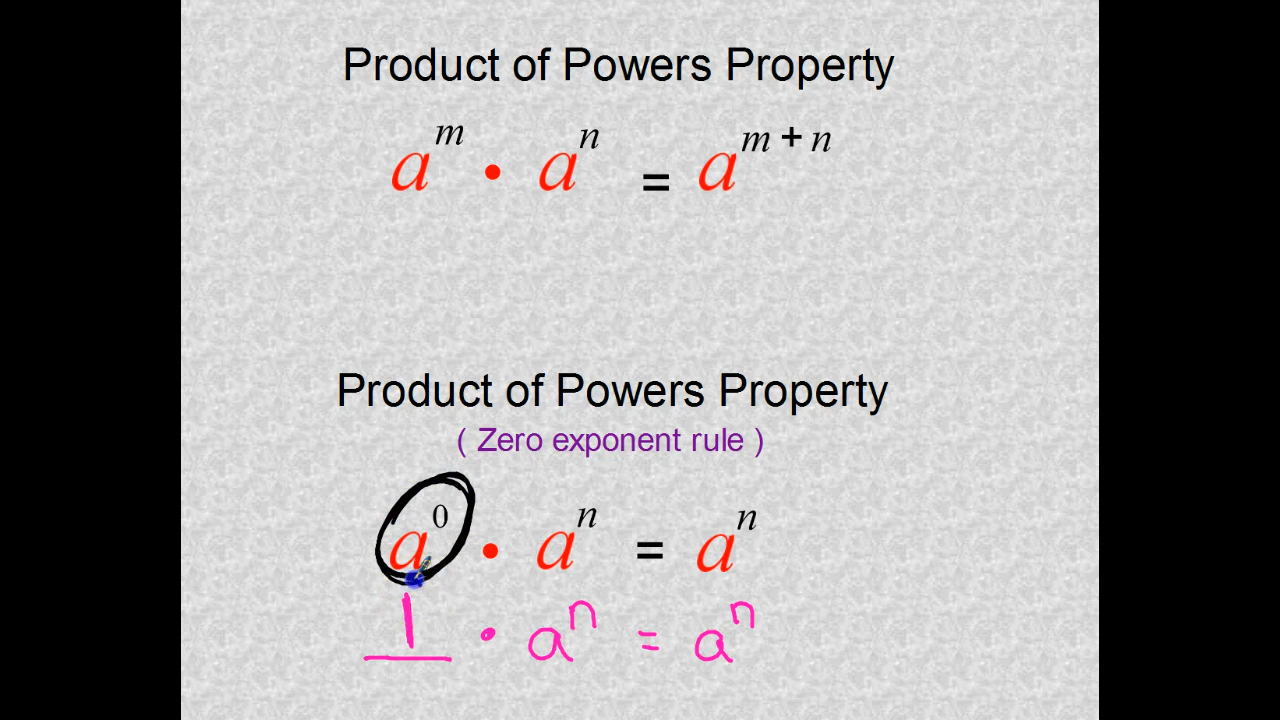 Product of Powers Property
a^m • a^n = a^{m + n}
Product of Powers Property
( Zero exponent rule )
a^0 • a^n = a^n
1 • a^n = a^n